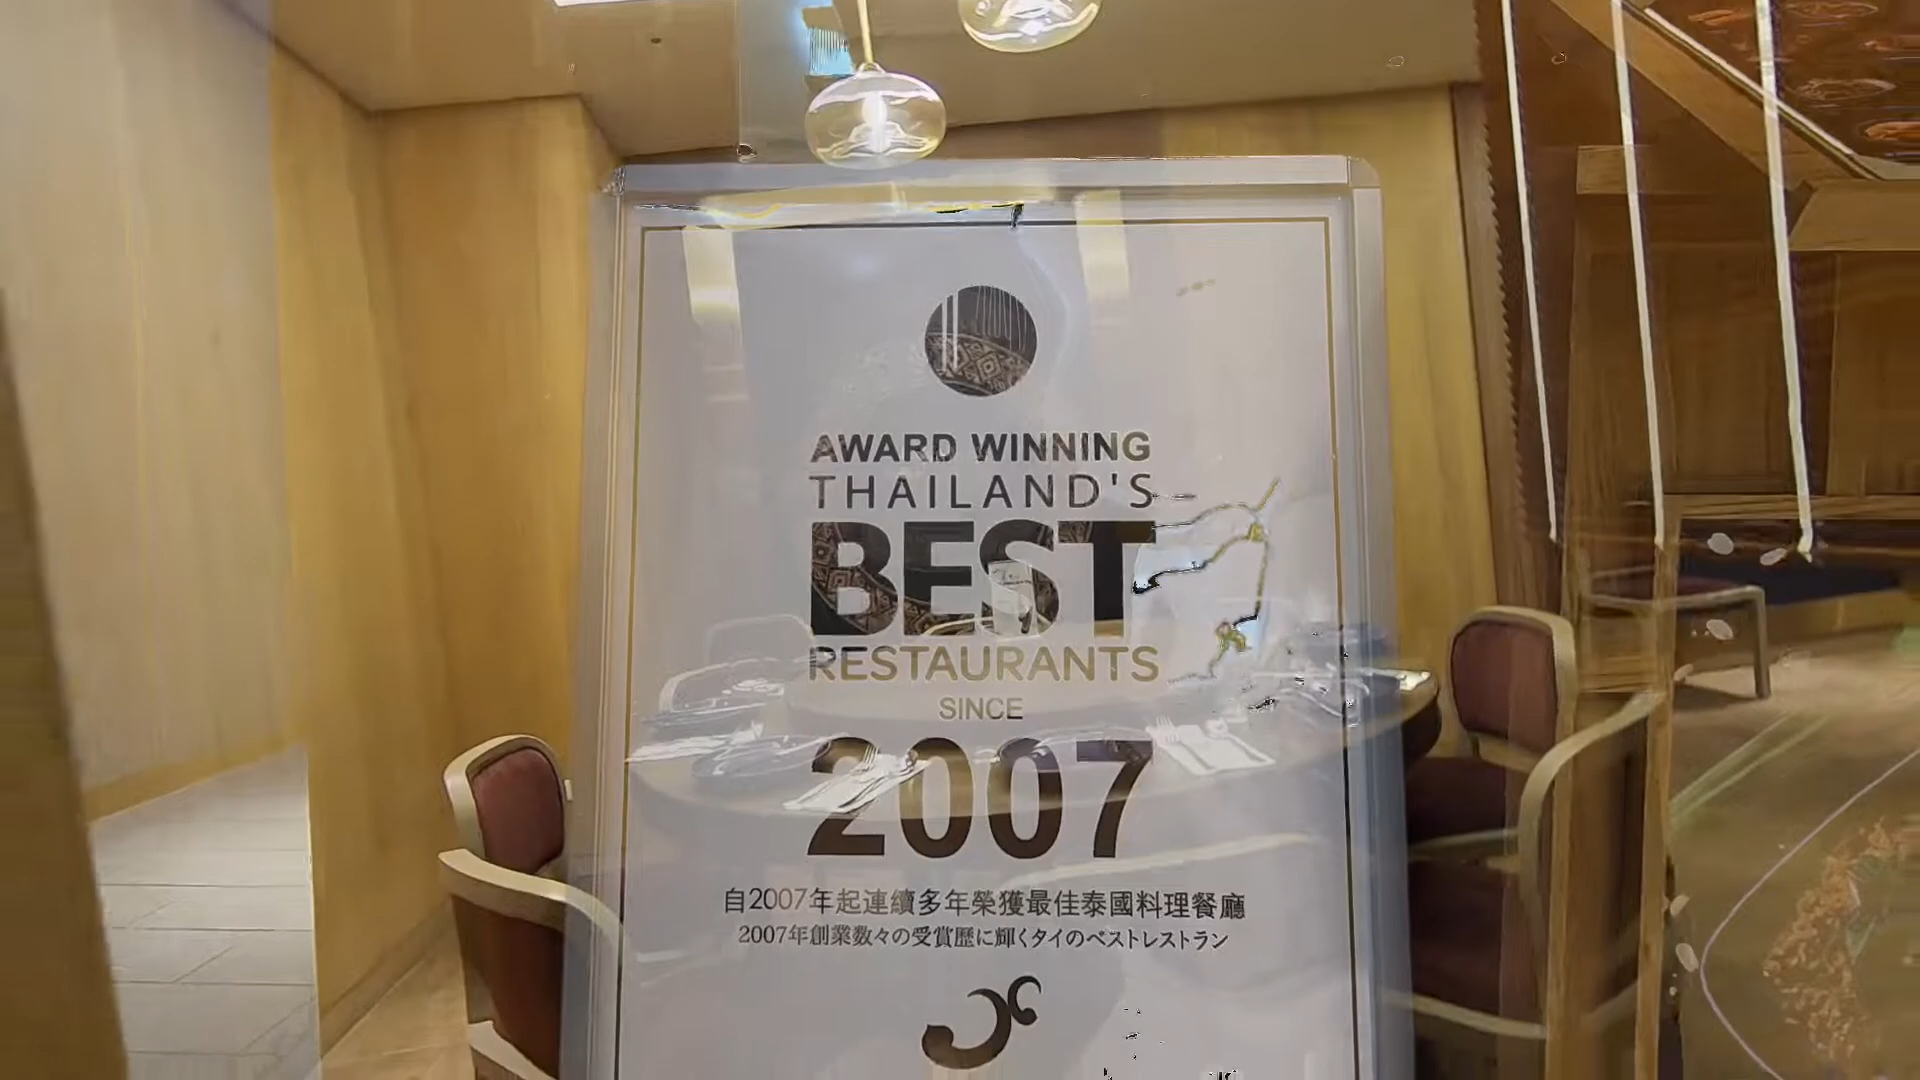 AWARD WINNING
THAILAND'S
BEST
RESTAURANTS
SINCE
2007
自2007年起連續多年榮獲最佳泰國料理餐廳
2007年創業数々の受賞歴に輝くタイのベストレストラン